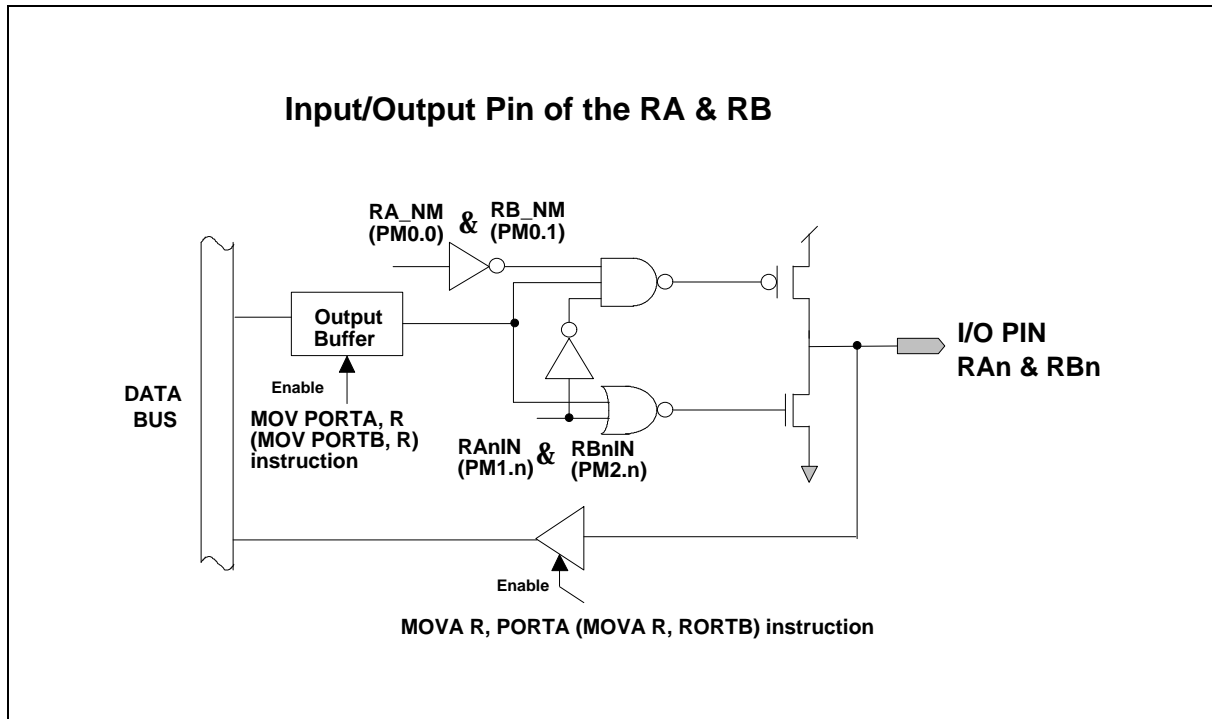 Input/Output Pin of the RA & RB
RA_NM & RB_NM
(PM0.0) (PM0.1)
Output
Buffer
I/O PIN
RAn & RBn
Enable
DATA
BUS
MOV PORTA, R
(MOV PORTB, R)
instruction
RAnIN & RBnIN
(PM1.n) (PM2.n)
Enable
MOVA R, PORTA (MOVA R, RORTB) instruction